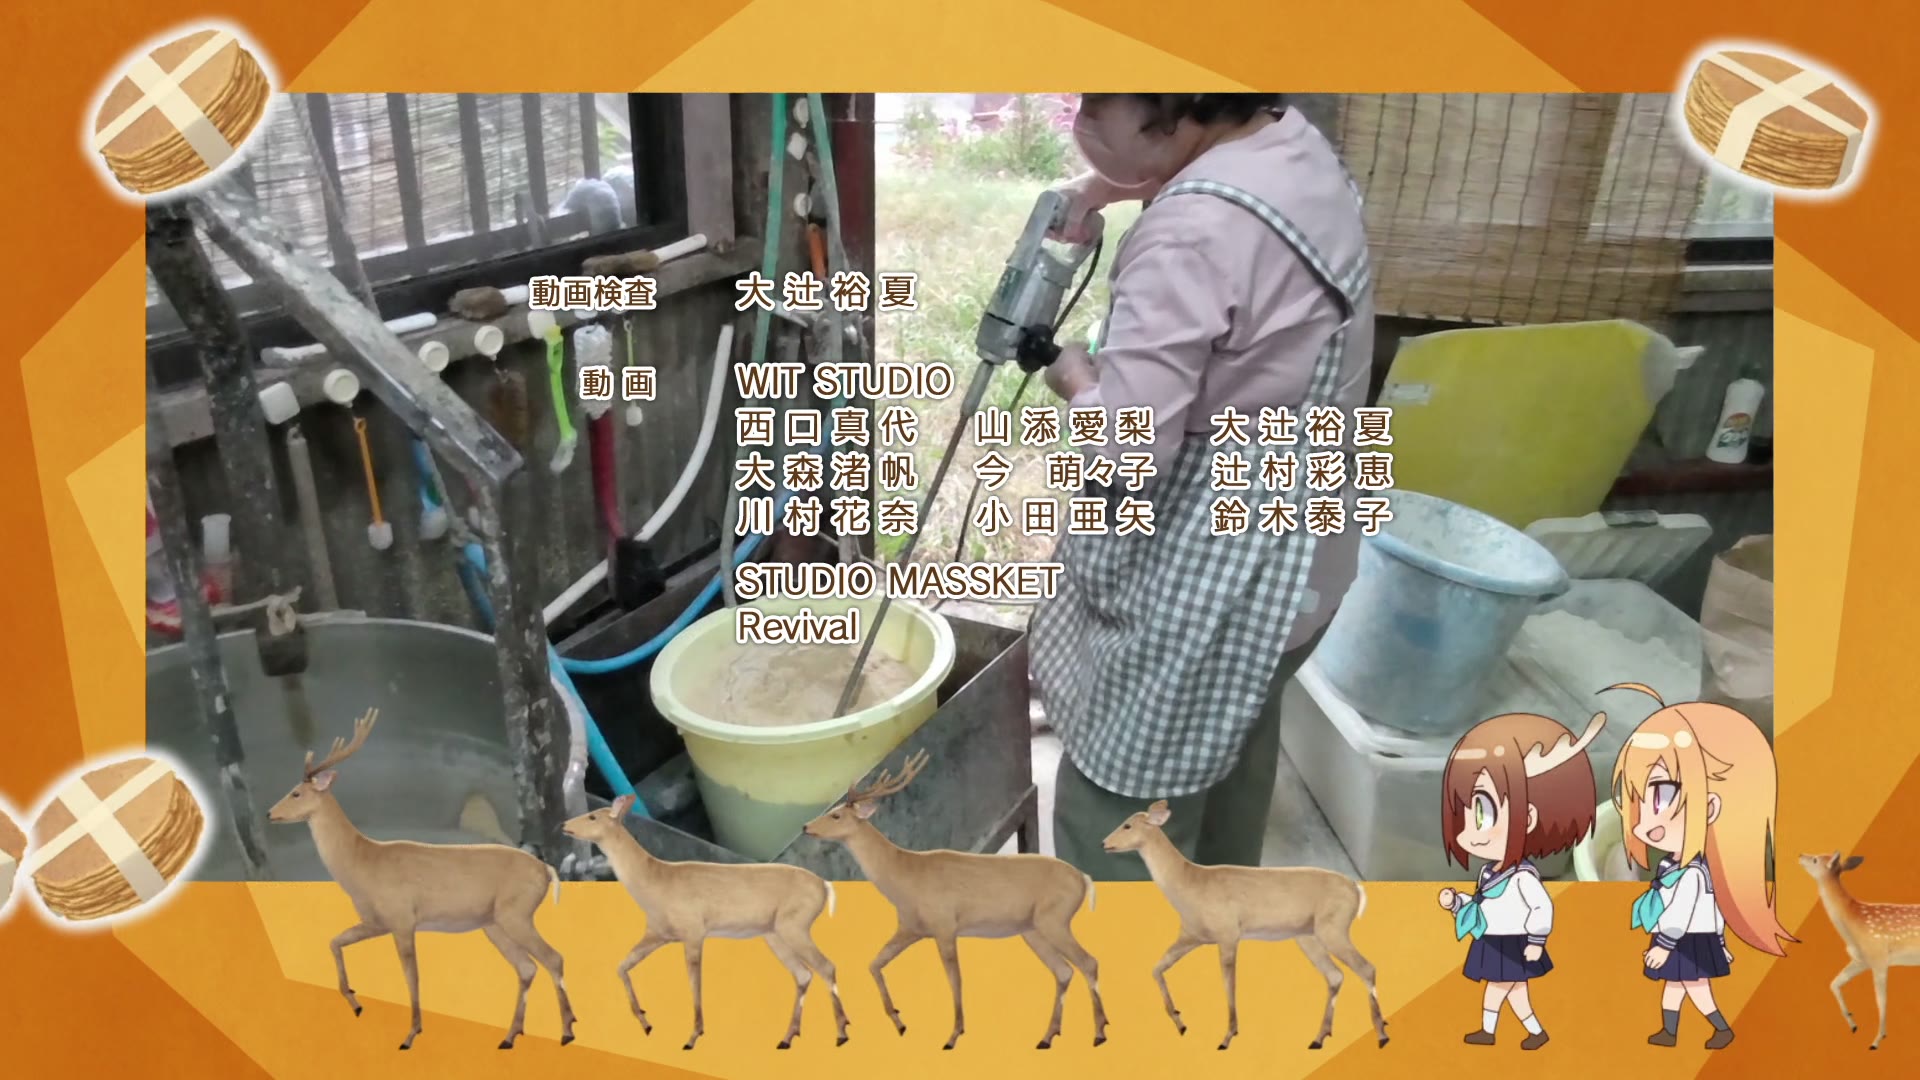 動画検査 大辻裕夏
動画 WIT STUDIO
西口真代 山添愛梨 大辻裕夏
大森渚帆 今 萌々子 辻村彩恵
川村花奈 小田亜矢 鈴木泰子
STUDIO MASSKET
Revival